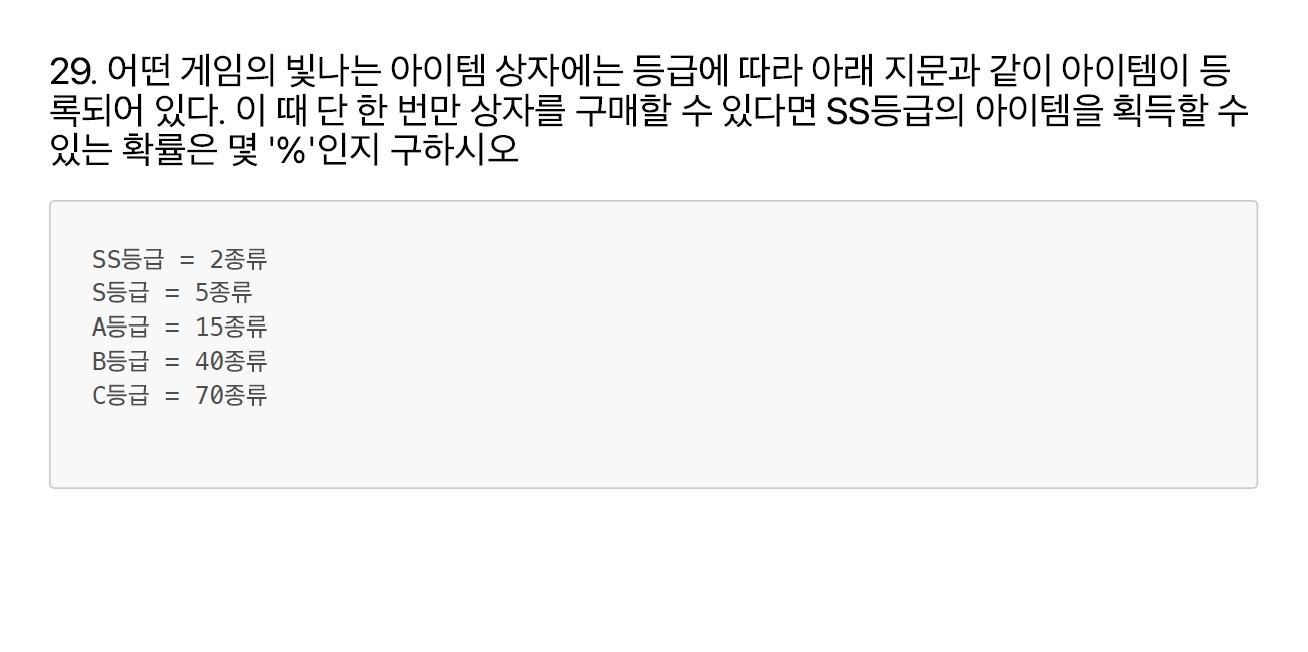 29. 어떤 게임의 빛나는 아이템 상자에는 등급에 따라 아래 지문과 같이 아이템이 등
록되어 있다. 이 때 단 한 번만 상자를 구매할 수 있다면 SS등급의 아이템을 획득할 수
있는 확률은 몇 '%'인지 구하시오
SS등급 = 2종류
S등급 = 5종류
A등급 = 15종류
B등급 = 40종류
C등급 = 70종류